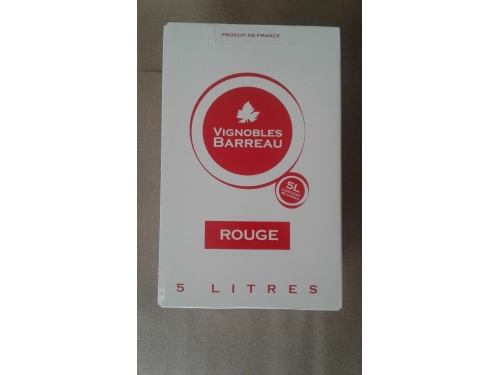 PRODUIT DE FRANCE
VIGNOBLES
BARREAU
5L
ROUGE
5 LITRES